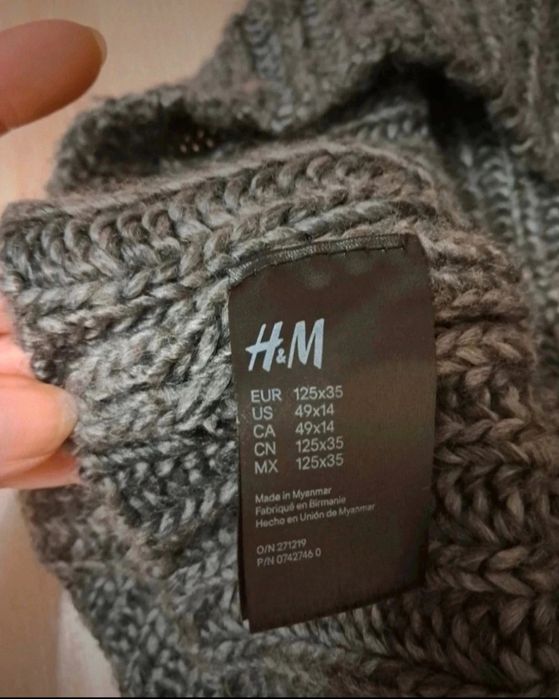 H&M
EUR 125x35
US 49x14
CA 49x14
CN 125x35
MX 125x35
Made in Myanmar
Fabriqué en Birmanie
Hecho en Unión de Myanmar
O/N 271219
P/N 0742746 0